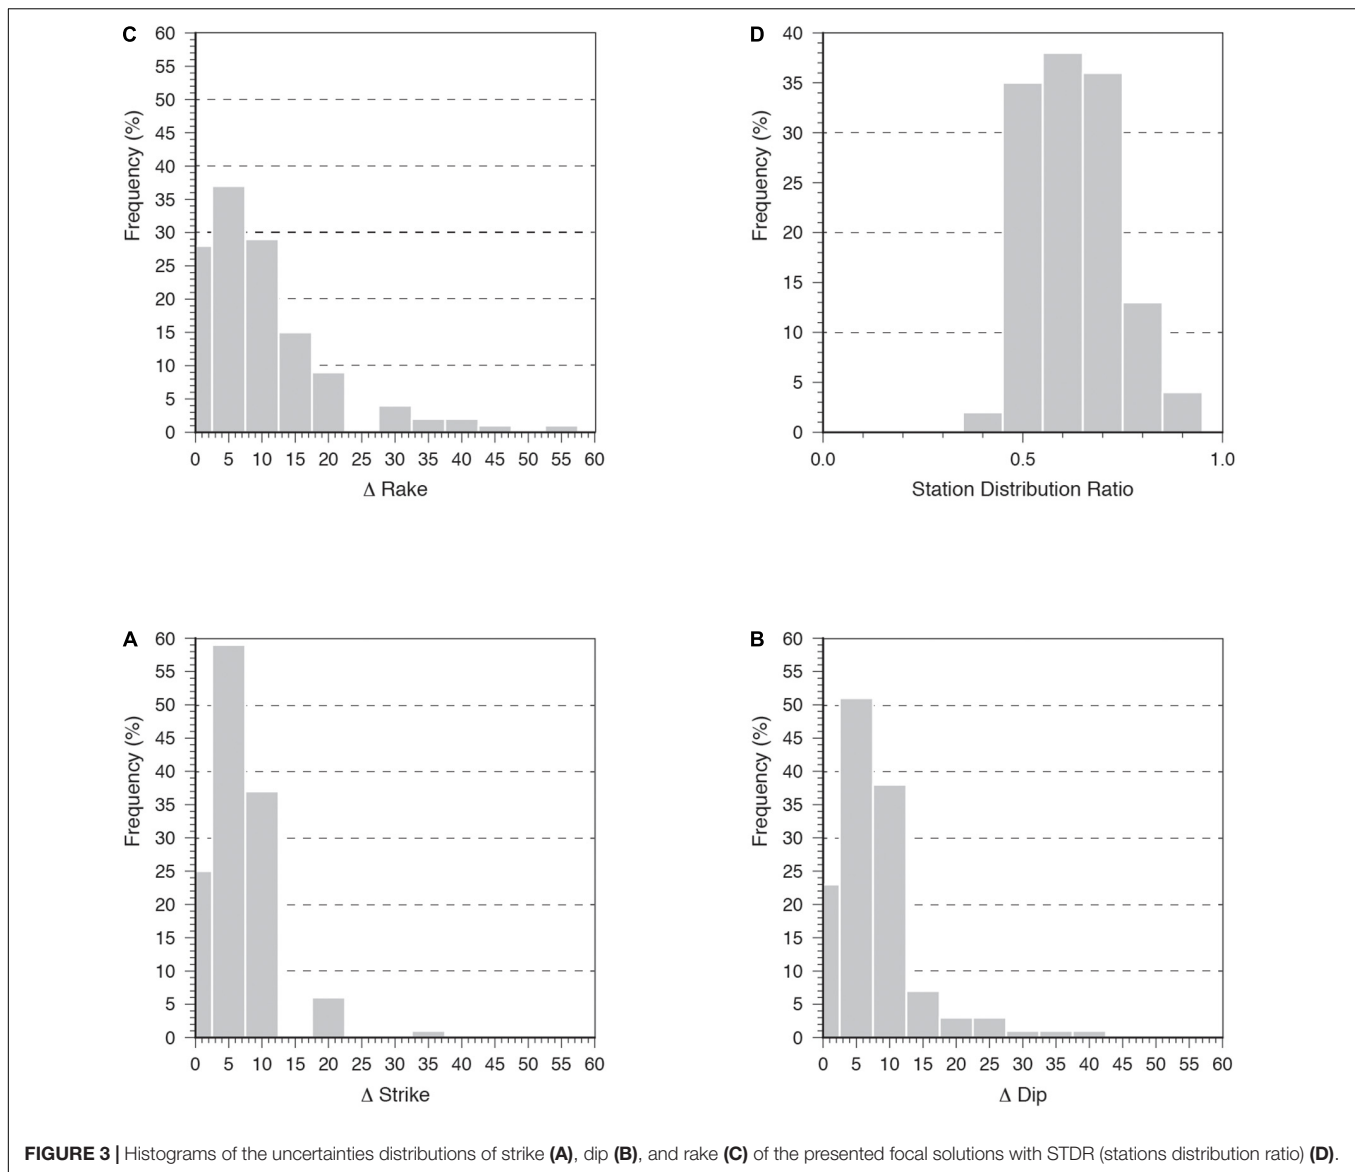 C
60
55
50
45
40
35
30
25
20
15
10
5
0
Frequency (%)
0 5 10 15 20 25 30 35 40 45 50 55 60
Δ Rake
D
40
35
30
25
20
15
10
5
0
Frequency (%)
0.0 0.5 1.0
Station Distribution Ratio
A
60
55
50
45
40
35
30
25
20
15
10
5
0
Frequency (%)
0 5 10 15 20 25 30 35 40 45 50 55 60
Δ Strike
B
60
55
50
45
40
35
30
25
20
15
10
5
0
Frequency (%)
0 5 10 15 20 25 30 35 40 45 50 55 60
Δ Dip
FIGURE 3 | Histograms of the uncertainties distributions of strike (A), dip (B), and rake (C) of the presented focal solutions with STDR (stations distribution ratio) (D).